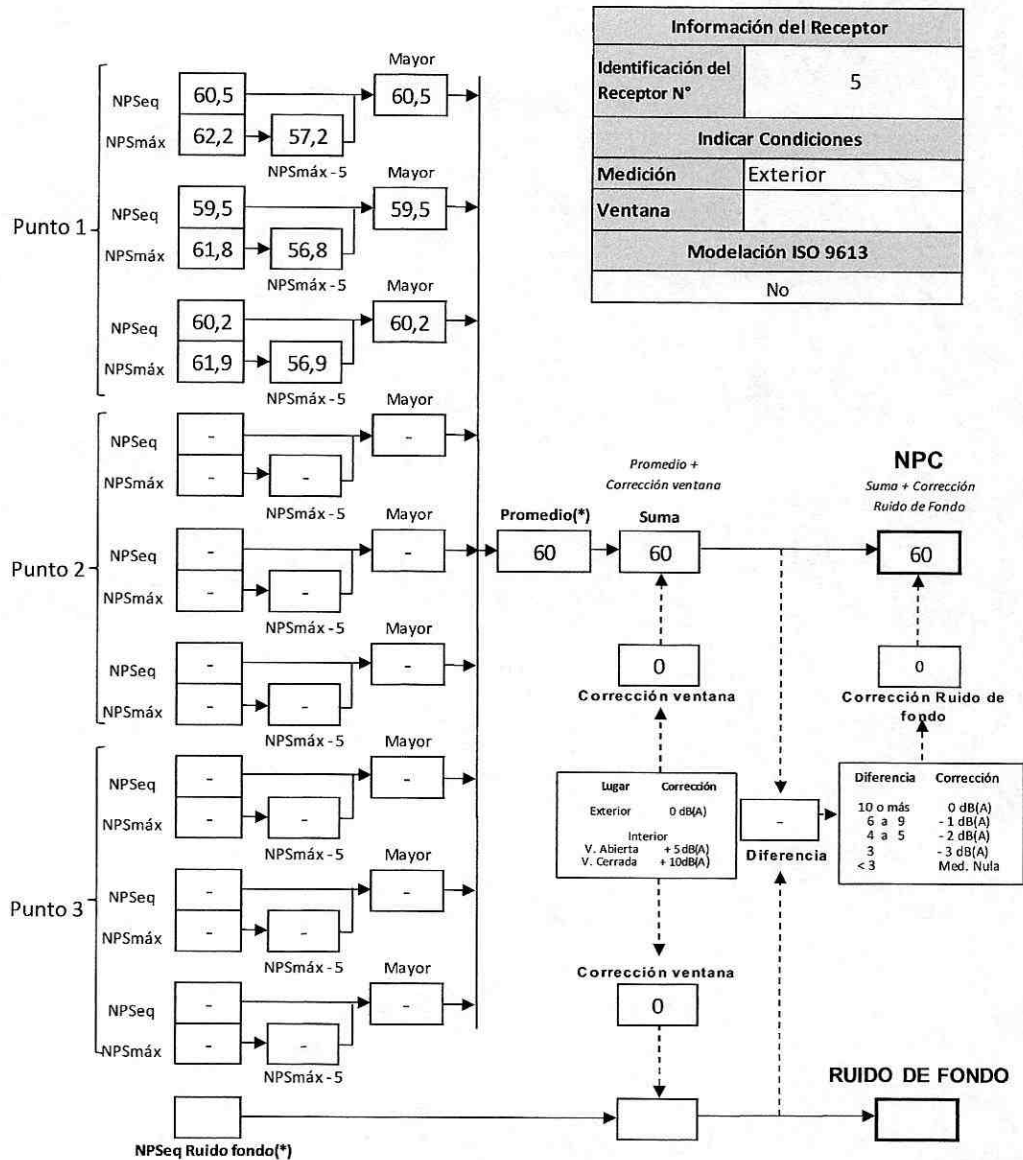 Información del Receptor
Identificación del Receptor N° 5
Indicar Condiciones
Medición Exterior
Ventana
Modelación ISO 9613
No
Punto 1
Mayor
NPSeq 60,5 60,5
NPSmáx 62,2 57,2
NPSmáx - 5
Mayor
NPSeq 59,5 59,5
NPSmáx 61,8 56,8
NPSmáx - 5
Mayor
NPSeq 60,2 60,2
NPSmáx 61,9 56,9
NPSmáx - 5
Punto 2
Mayor
NPSeq - -
NPSmáx - -
NPSmáx - 5
Mayor
NPSeq - -
NPSmáx - -
NPSmáx - 5
Mayor
NPSeq - -
NPSmáx - -
NPSmáx - 5
Punto 3
Mayor
NPSeq - -
NPSmáx - -
NPSmáx - 5
Mayor
NPSeq - -
NPSmáx - -
NPSmáx - 5
Mayor
NPSeq - -
NPSmáx - -
NPSmáx - 5
NPSeq Ruido fondo(*)
Promedio(*)
60
Promedio +
Corrección ventana
Suma
60
0
Corrección ventana
Lugar Corrección
Exterior 0 dB(A)
Interior
V. Abierta + 5dB(A)
V. Cerrada + 10dB(A)
Corrección ventana
0
-
Diferencia
NPC
Suma + Corrección
Ruido de Fondo
60
0
Corrección Ruido de
fondo
Diferencia Corrección
10 o más 0 dB(A)
6 a 9 - 1 dB(A)
4 a 5 - 2 dB(A)
3 - 3 dB(A)
< 3 Med. Nula
RUIDO DE FONDO